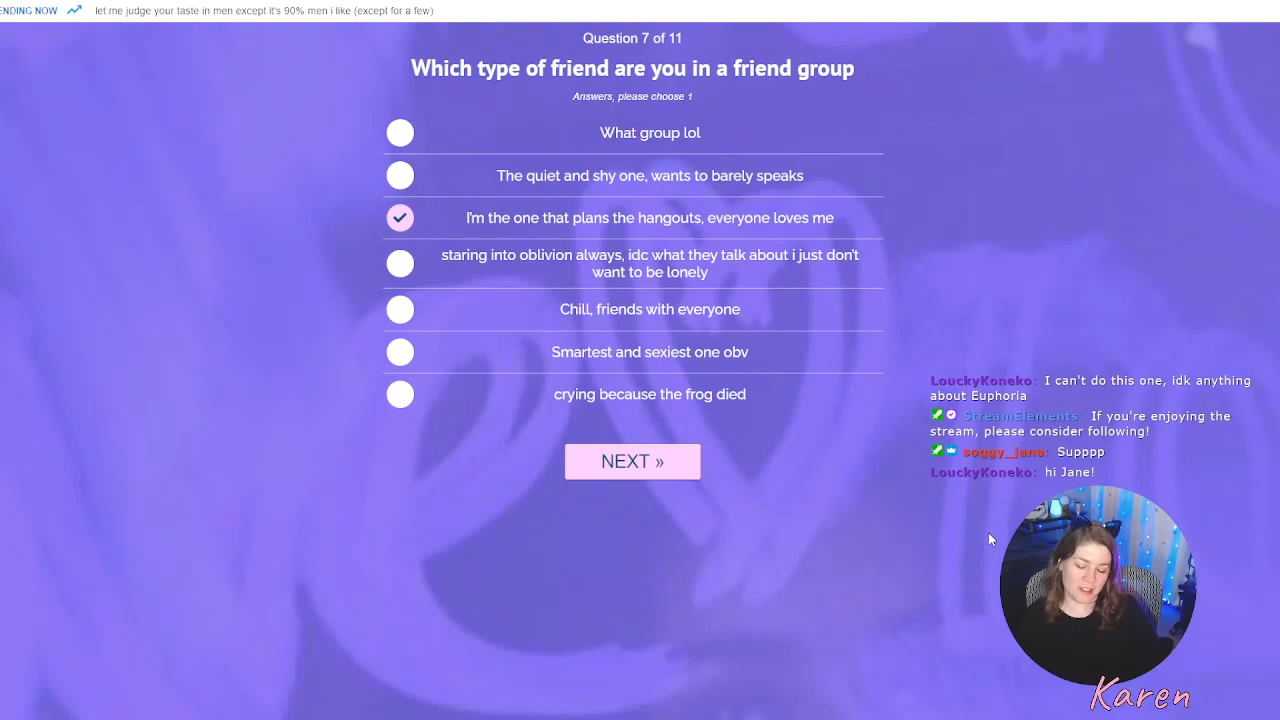 ENDING NOW let me judge your taste in men except it's 90% men i like (except for a few)
Question 7 of 11
Which type of friend are you in a friend group
Answers, please choose 1
What group lol
The quiet and shy one, wants to barely speaks
I'm the one that plans the hangouts, everyone loves me
staring into oblivion always, idc what they talk about i just don't
want to be lonely
Chill, friends with everyone
Smartest and sexiest one obv
crying because the frog died
NEXT »
LouckyKoneko: I can't do this one, idk anything
about Euphoria
StreamElements: If you're enjoying the
stream, please consider following!
soggy_jane: Supppp
LouckyKoneko: hi Jane!
Karen